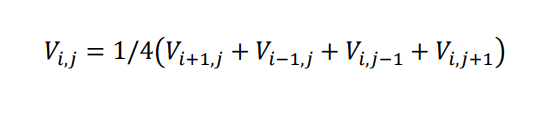 V_{i,j} = 1/4(V_{i+1,j} + V_{i−1,j} + V_{i,j−1} + V_{i,j+1})